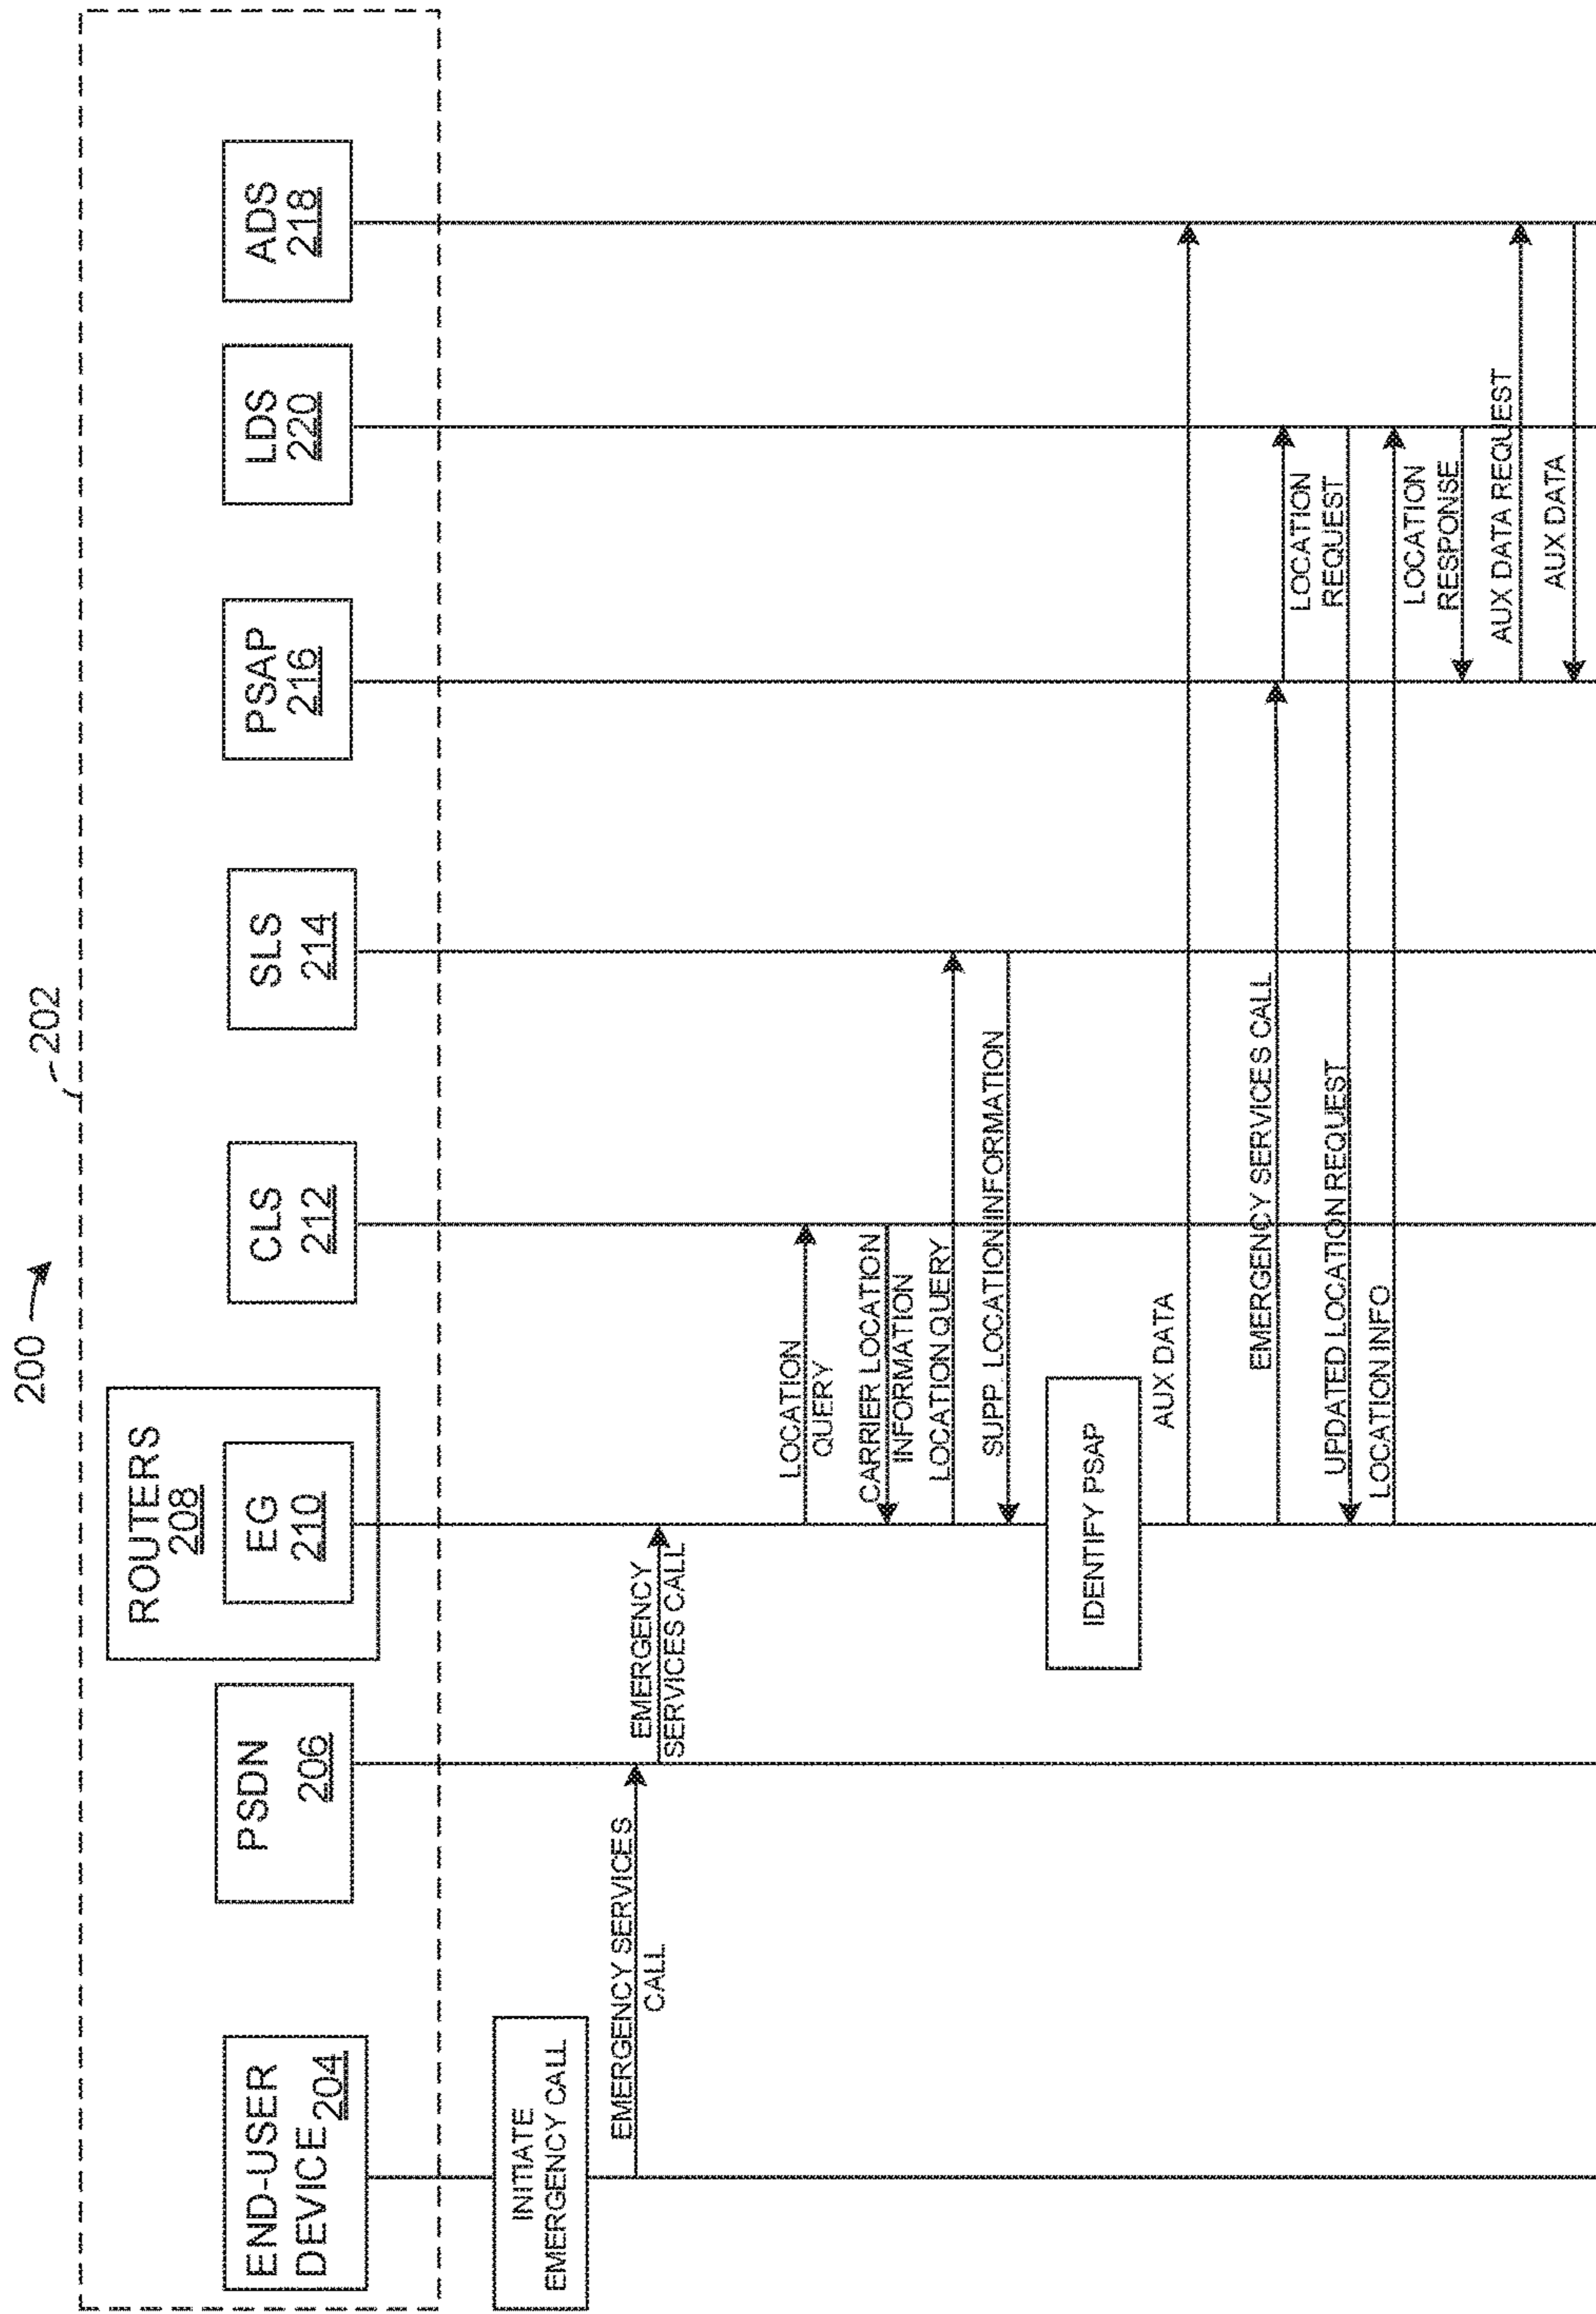 200
202
END-USER
DEVICE 204
PSDN
206
ROUTERS
208
EG
210
CLS
212
SLS
214
PSAP
216
LDS
220
ADS
218
INITIATE
EMERGENCY CALL
EMERGENCY SERVICES
CALL
EMERGENCY
SERVICES CALL
LOCATION
QUERY
CARRIER LOCATION
INFORMATION
LOCATION QUERY
SUPP. LOCATION INFORMATION
IDENTIFY PSAP
AUX DATA
EMERGENCY SERVICES CALL
LOCATION
REQUEST
UPDATED LOCATION REQUEST
LOCATION INFO
LOCATION
RESPONSE
AUX DATA REQUEST
AUX DATA